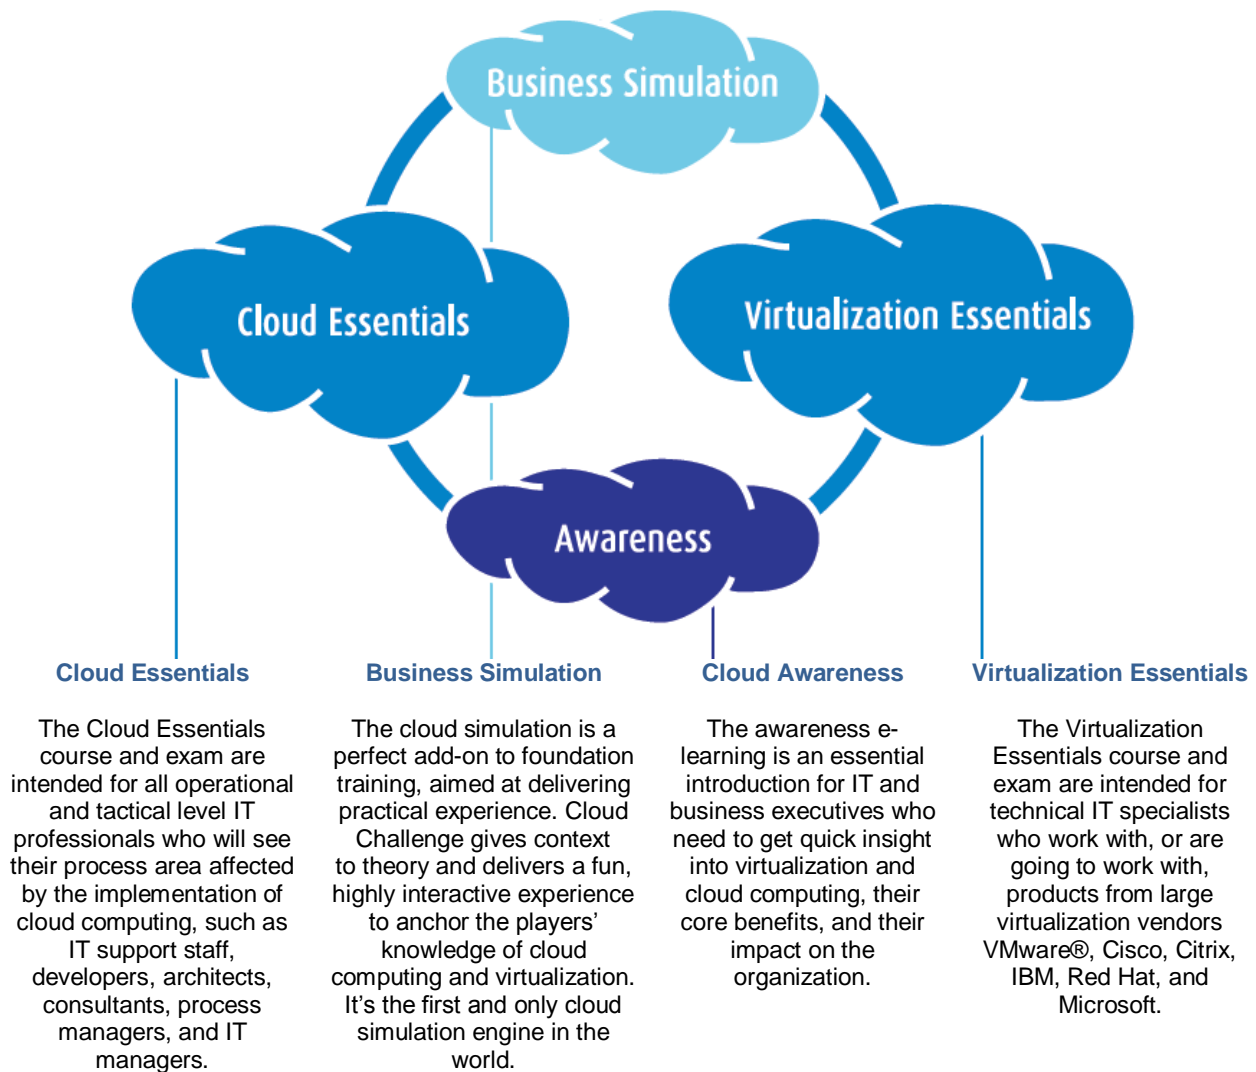 Business Simulation
Cloud Essentials
Virtualization Essentials
Awareness
Cloud Essentials
The Cloud Essentials
course and exam are
intended for all operational
and tactical level IT
professionals who will see
their process area affected
by the implementation of
cloud computing, such as
IT support staff,
developers, architects,
consultants, process
managers, and IT
managers.
Business Simulation
The cloud simulation is a
perfect add-on to foundation
training, aimed at delivering
practical experience. Cloud
Challenge gives context
to theory and delivers a fun,
highly interactive experience
to anchor the players’
knowledge of cloud
computing and virtualization.
It’s the first and only cloud
simulation engine in the
world.
Cloud Awareness
The awareness e-
learning is an essential
introduction for IT and
business executives who
need to get quick insight
into virtualization and
cloud computing, their
core benefits, and their
impact on the
organization.
Virtualization Essentials
The Virtualization
Essentials course and
exam are intended for
technical IT specialists
who work with, or are
going to work with,
products from large
virtualization vendors
VMware®, Cisco, Citrix,
IBM, Red Hat, and
Microsoft.